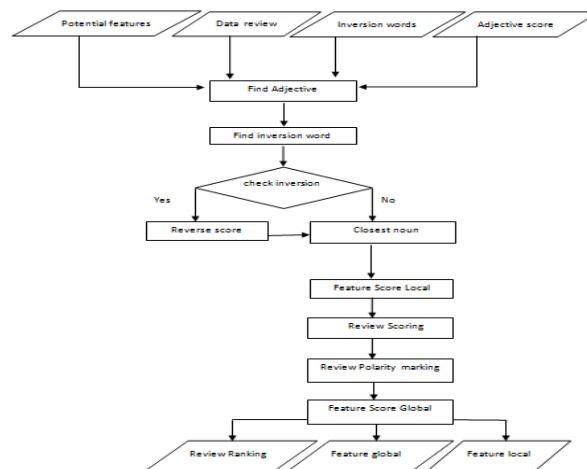 Potential features
Data review
Inversion words
Adjective score
Find Adjective
Find inversion word
check inversion
Yes
No
Reverse score
Closest noun
Feature Score Local
Review Scoring
Review Polarity marking
Feature Score Global
Review Ranking
Feature global
Feature local